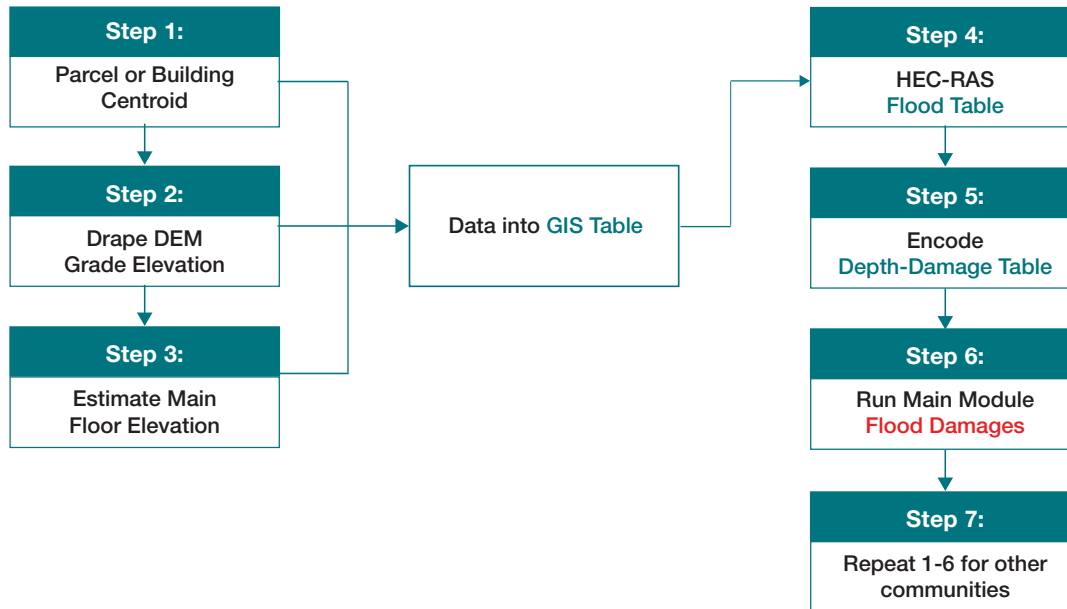 Step 1:
Parcel or Building
Centroid
Step 2:
Drape DEM
Grade Elevation
Step 3:
Estimate Main
Floor Elevation
Data into GIS Table
Step 4:
HEC-RAS
Flood Table
Step 5:
Encode
Depth-Damage Table
Step 6:
Run Main Module
Flood Damages
Step 7:
Repeat 1-6 for other
communities